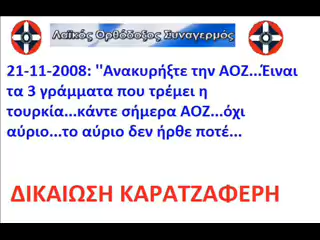 Λαϊκός Ορθόδοξος Συναγερμός
21-11-2008: ''Ανακυρήξτε την ΑΟΖ...Έιναι
τα 3 γράμματα που τρέμει η
τουρκία...κάντε σήμερα ΑΟΖ...όχι
αύριο...το αύριο δεν ήρθε ποτέ...
ΔΙΚΑΙΩΣΗ ΚΑΡΑΤΖΑΦΕΡΗ